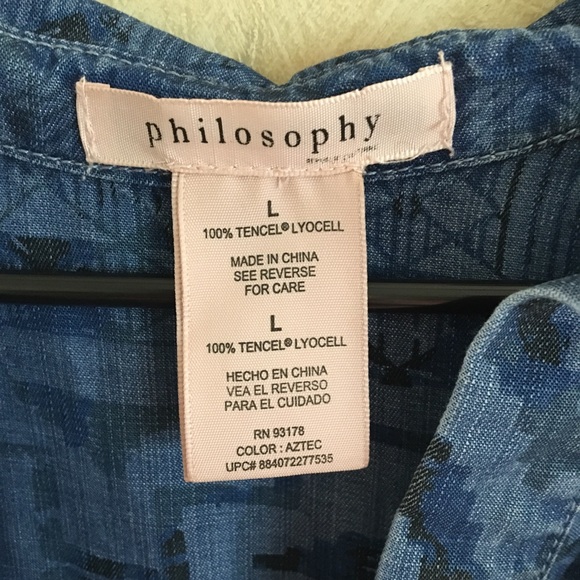 philosophy
L
100% TENCEL® LYOCELL
MADE IN CHINA
SEE REVERSE
FOR CARE
L
100% TENCEL® LYOCELL
HECHO EN CHINA
VEA EL REVERSO
PARA EL CUIDADO
RN 93178
COLOR : AZTEC
UPC# 884072277535